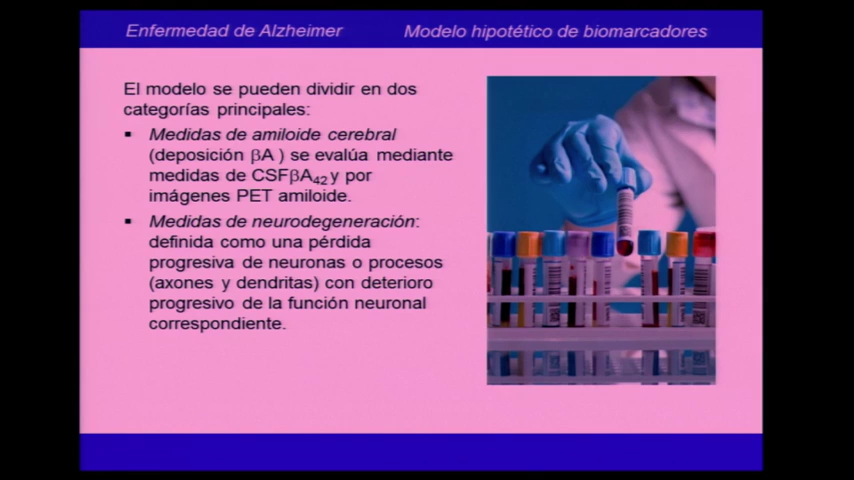 Enfermedad de Alzheimer Modelo hipotético de biomarcadores
El modelo se pueden dividir en dos
categorías principales:
▪ Medidas de amiloide cerebral
(deposición βA ) se evalúa mediante
medidas de CSFβA42 y por
imágenes PET amiloide.
▪ Medidas de neurodegeneración:
definida como una pérdida
progresiva de neuronas o procesos
(axones y dendritas) con deterioro
progresivo de la función neuronal
correspondiente.